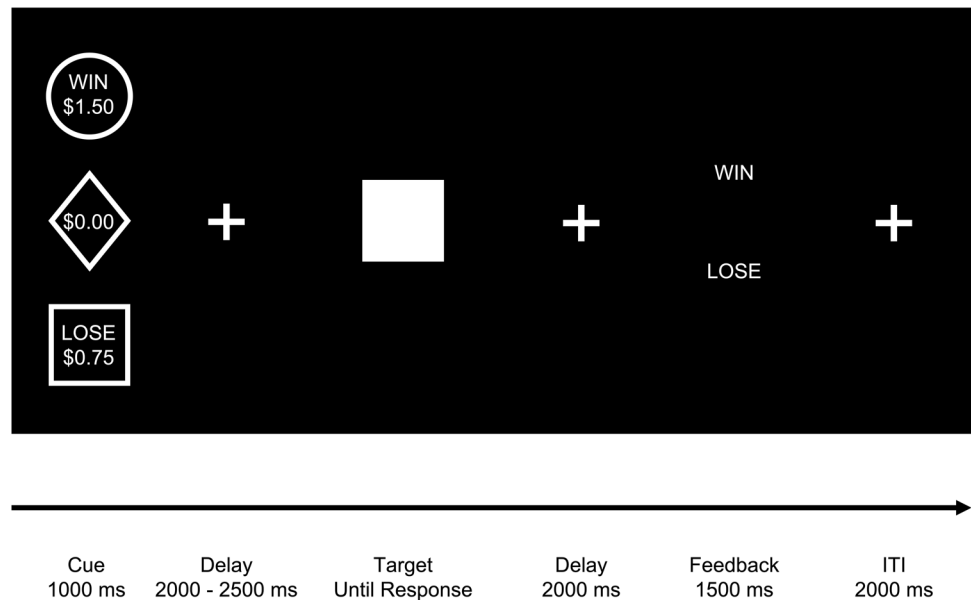 WIN
$1.50
$0.00
LOSE
$0.75
WIN
LOSE
Cue
1000 ms
Delay
2000 - 2500 ms
Target
Until Response
Delay
2000 ms
Feedback
1500 ms
ITI
2000 ms